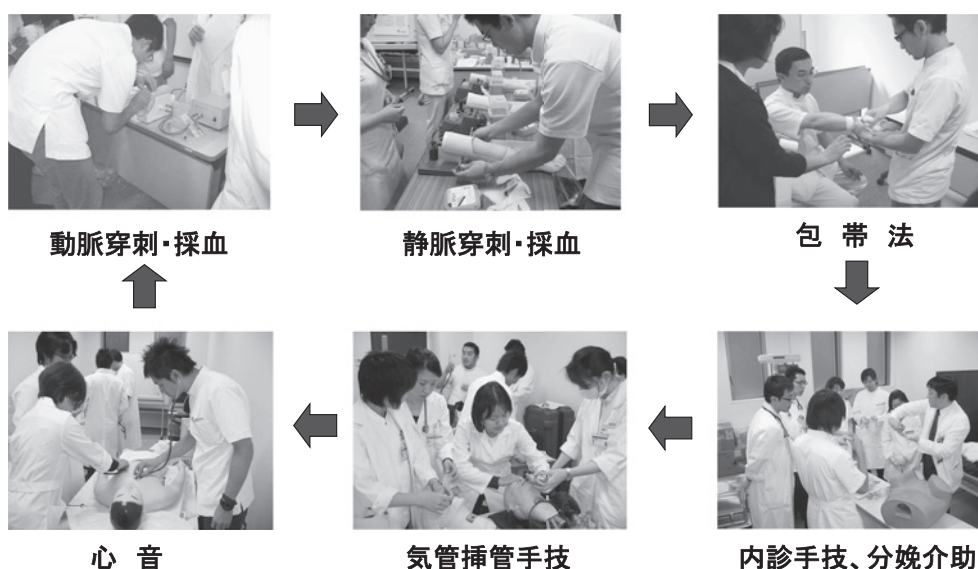 動脈穿刺・採血
静脈穿刺・採血
包 帯 法
心 音
気管挿管手技
内診手技、分娩介助